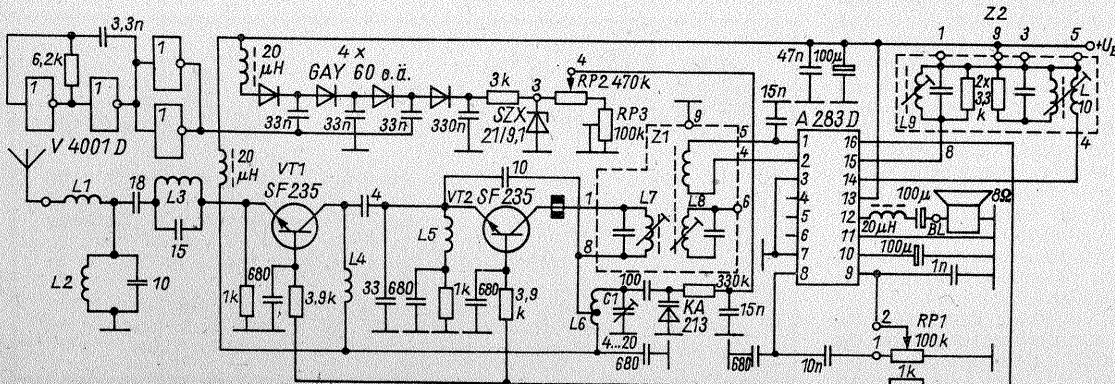 3,3n
6,2k
1
1
1
1
V 4001 D
20 µH
4 x
GAY 60 o.ä.
33n
33n
33n
330n
3k
3
SZX
21/9,1
4
RP2 470k
RP3
100k
47n
100µ
15n
A 283 D
Z2
1
9
3
5
+U
L9
2x
3,3
k
L
10
8
4
Z1
9
5
4
6
L1
18
L3
15
20
µH
VT1
SF235
L2
10
680
1k
3,9k
L4
4
33
680
L5
1k
680
VT2
SF235
10
3,9
k
1
8
L7
L8
L6
C1
4...20
100
330k
KA
213
15n
680
680
1
2
3
4
5
6
7
8
16
15
14
13
12
11
10
9
100µ
20µH
BL
8Ω
100µ
1n
10n
2
1
RP1
100k
1k